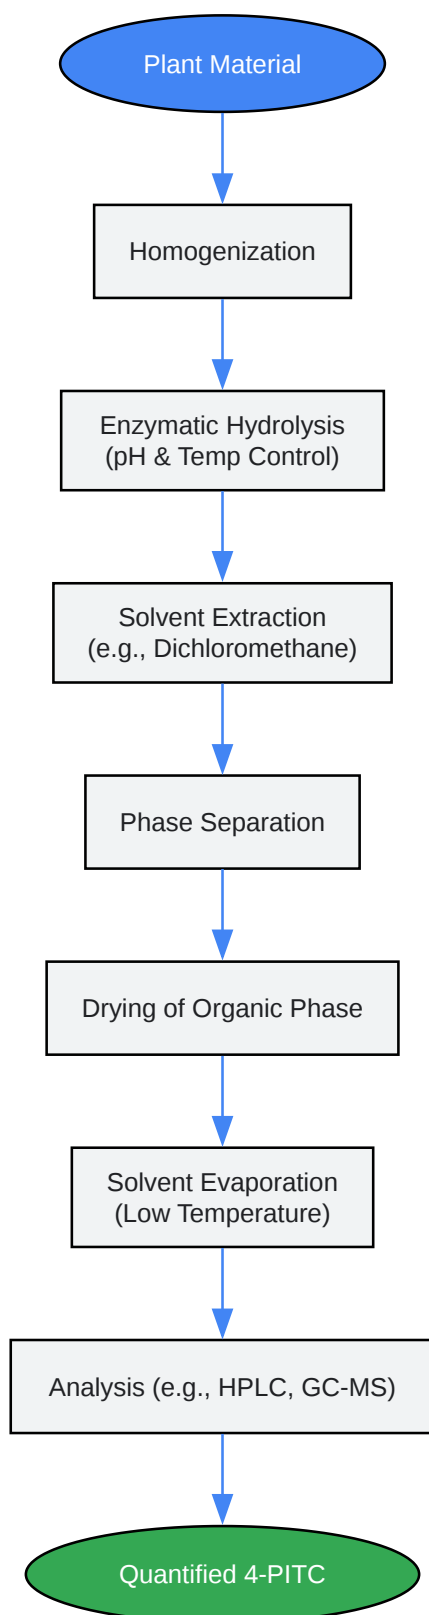 Plant Material
Homogenization
Enzymatic Hydrolysis
(pH & Temp Control)
Solvent Extraction
(e.g., Dichloromethane)
Phase Separation
Drying of Organic Phase
Solvent Evaporation
(Low Temperature)
Analysis (e.g., HPLC, GC-MS)
Quantified 4-PITC